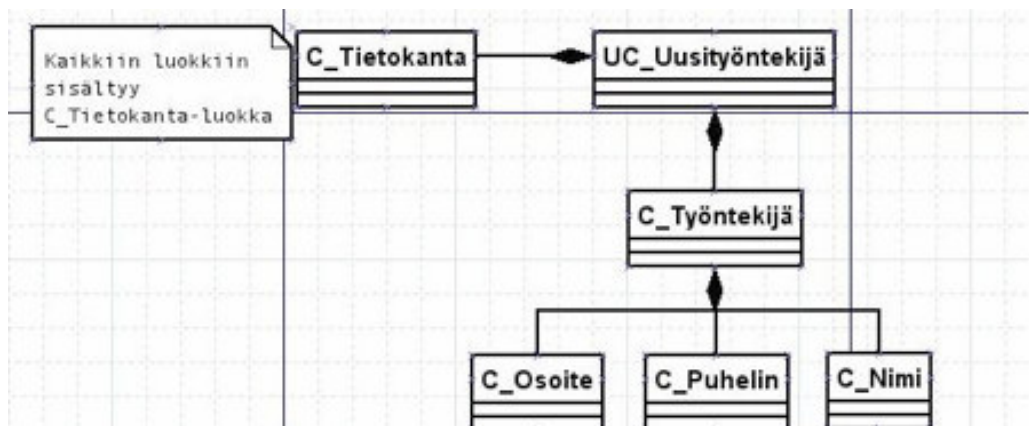 Kaikkiin luokkiin
sisältyy
C_Tietokanta-luokka
C_Tietokanta
UC_Uusityöntekijä
C_Työntekijä
C_Osoite
C_Puhelin
C_Nimi